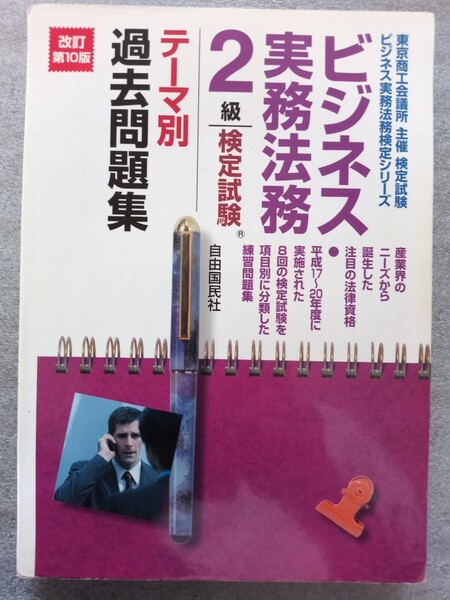 東京商工会議所 主催 検定試験
ビジネス実務法務検定シリーズ
ビジネス
実務法務
2級 検定試験®
テーマ別
過去問題集
改訂
第10版
産業界の
ニーズから
誕生した
注目の法律資格
●
平成17〜20年度に
実施された
8回の検定試験を
項目別に分類した
練習問題集
自由国民社